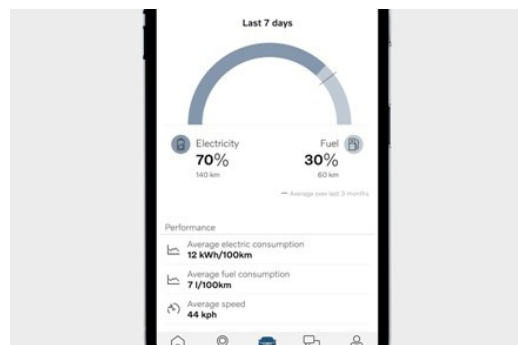 Last 7 days
Electricity
70%
140 km
Fuel
30%
60 km
Average over last 3 months
Performance
Average electric consumption
12 kWh/100km
Average fuel consumption
7 l/100km
Average speed
44 kph